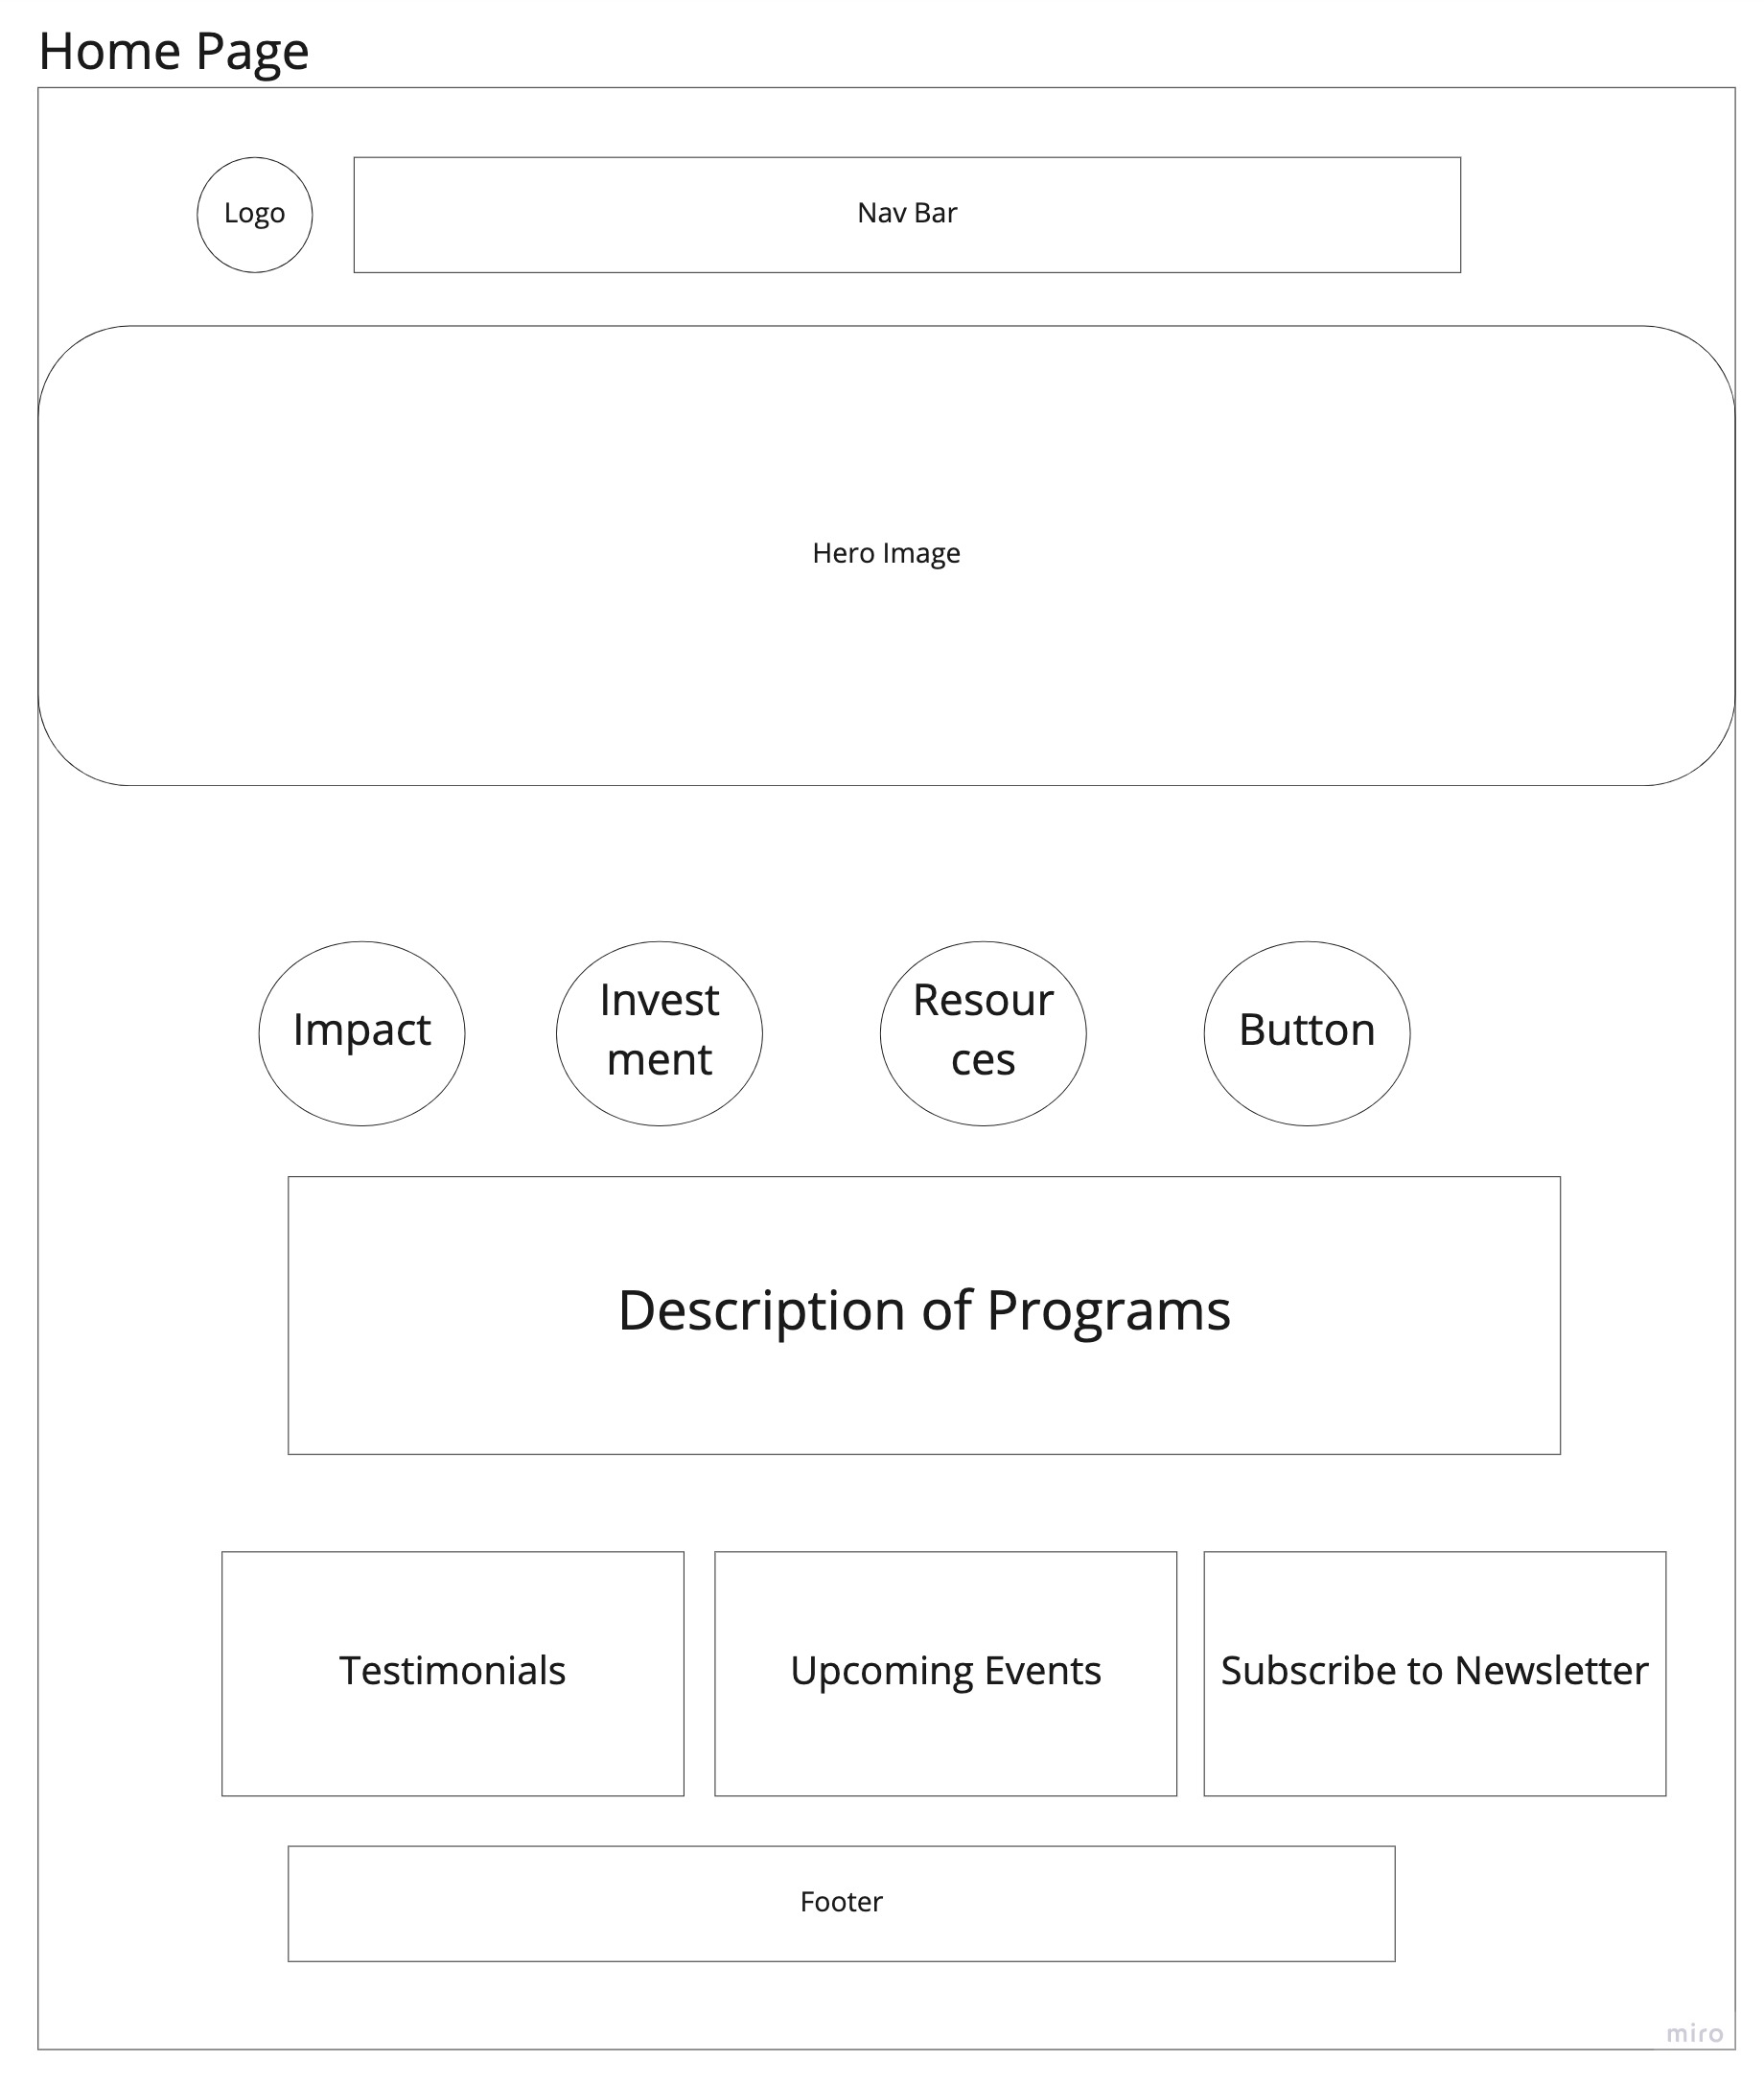 Home Page
Logo
Nav Bar
Hero Image
Impact
Invest
ment
Resour
ces
Button
Description of Programs
Testimonials
Upcoming Events
Subscribe to Newsletter
Footer
miro